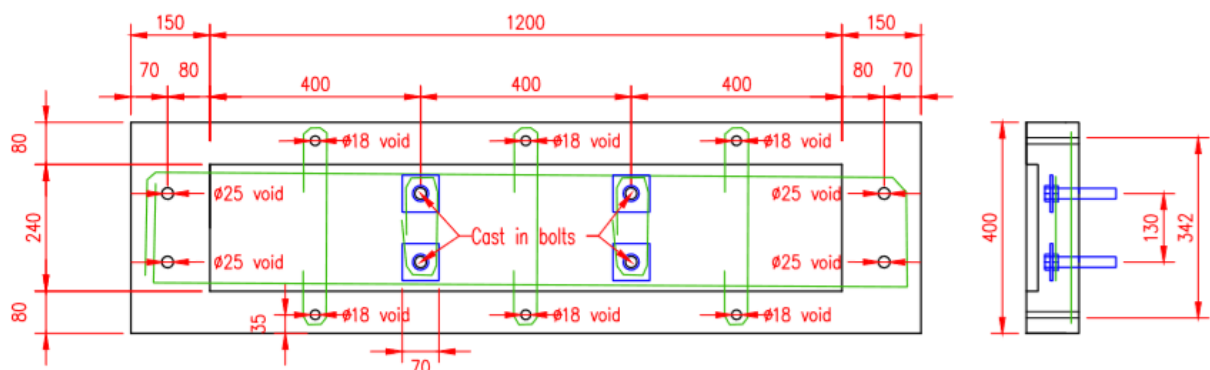 150 1200 150
70 80 400 400 400 80 70
80 ø18 void ø18 void ø18 void
ø25 void ø25 void
240 Cast in bolts 400 130 342
ø25 void ø25 void
80 35 ø18 void ø18 void ø18 void
70